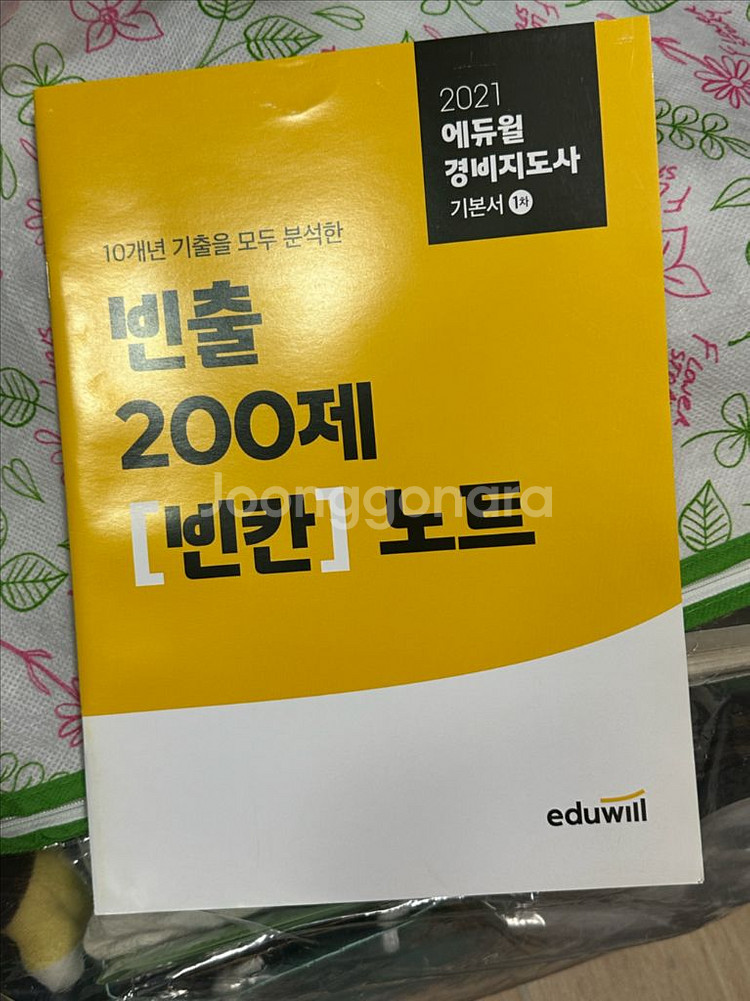 2021
에듀윌
경비지도사
기본서 1차
10개년 기출을 모두 분석한
빈출
200제
[빈칸] 노트
Joonggonara
eduwill
Flower